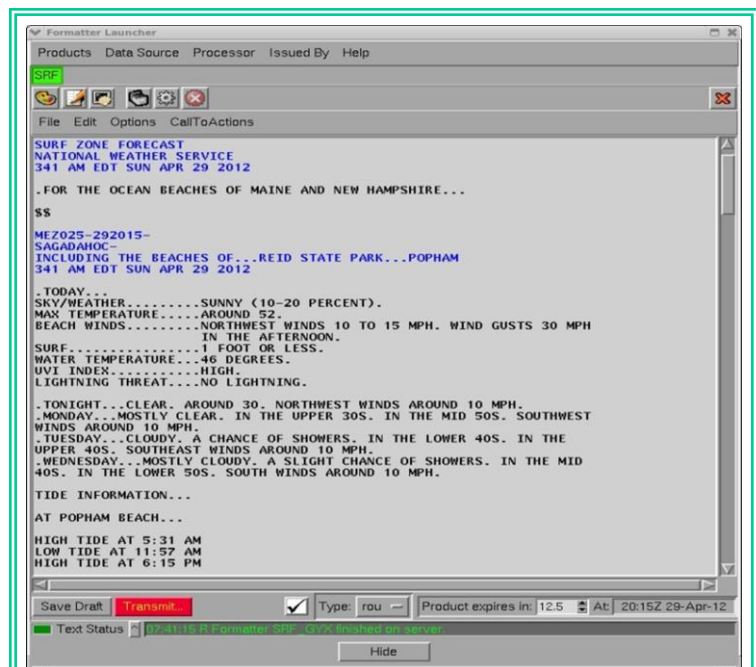 Formatter Launcher
Products Data Source Processor Issued By Help
SRF
File Edit Options CallToActions
SURF ZONE FORECAST
NATIONAL WEATHER SERVICE
341 AM EDT SUN APR 29 2012
.FOR THE OCEAN BEACHES OF MAINE AND NEW HAMPSHIRE...
$$
MEZ025-292015-
SAGADAHOC-
INCLUDING THE BEACHES OF...REID STATE PARK...POPHAM
341 AM EDT SUN APR 29 2012
.TODAY...
SKY/WEATHER.........SUNNY (10-20 PERCENT).
MAX TEMPERATURE.....AROUND 52.
BEACH WINDS.........NORTHWEST WINDS 10 TO 15 MPH. WIND GUSTS 30 MPH
IN THE AFTERNOON.
SURF................1 FOOT OR LESS.
WATER TEMPERATURE...46 DEGREES.
UVI INDEX...........HIGH.
LIGHTNING THREAT....NO LIGHTNING.
.TONIGHT...CLEAR. AROUND 30. NORTHWEST WINDS AROUND 10 MPH.
.MONDAY...MOSTLY CLEAR. IN THE UPPER 30S. IN THE MID 50S. SOUTHWEST
WINDS AROUND 10 MPH.
.TUESDAY...CLOUDY. A CHANCE OF SHOWERS. IN THE LOWER 40S. IN THE
UPPER 40S. SOUTHEAST WINDS AROUND 10 MPH.
.WEDNESDAY...MOSTLY CLOUDY. A SLIGHT CHANCE OF SHOWERS. IN THE MID
40S. IN THE LOWER 50S. SOUTH WINDS AROUND 10 MPH.
TIDE INFORMATION...
AT POPHAM BEACH...
HIGH TIDE AT 5:31 AM
LOW TIDE AT 11:57 AM
HIGH TIDE AT 6:15 PM
Save Draft Transmit... Type: rou Product expires in: 12.5 At: 20:15Z 29-Apr-12
Text Status 07:41:15 R Formatter SRF_GYX finished on server.
Hide